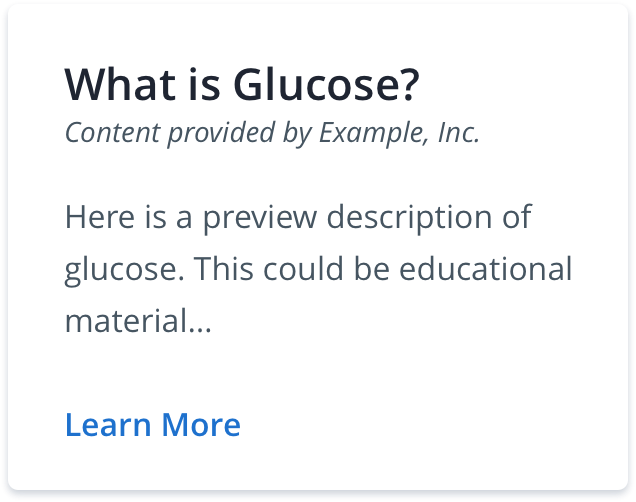 What is Glucose?
Content provided by Example, Inc.
Here is a preview description of
glucose. This could be educational
material...
Learn More